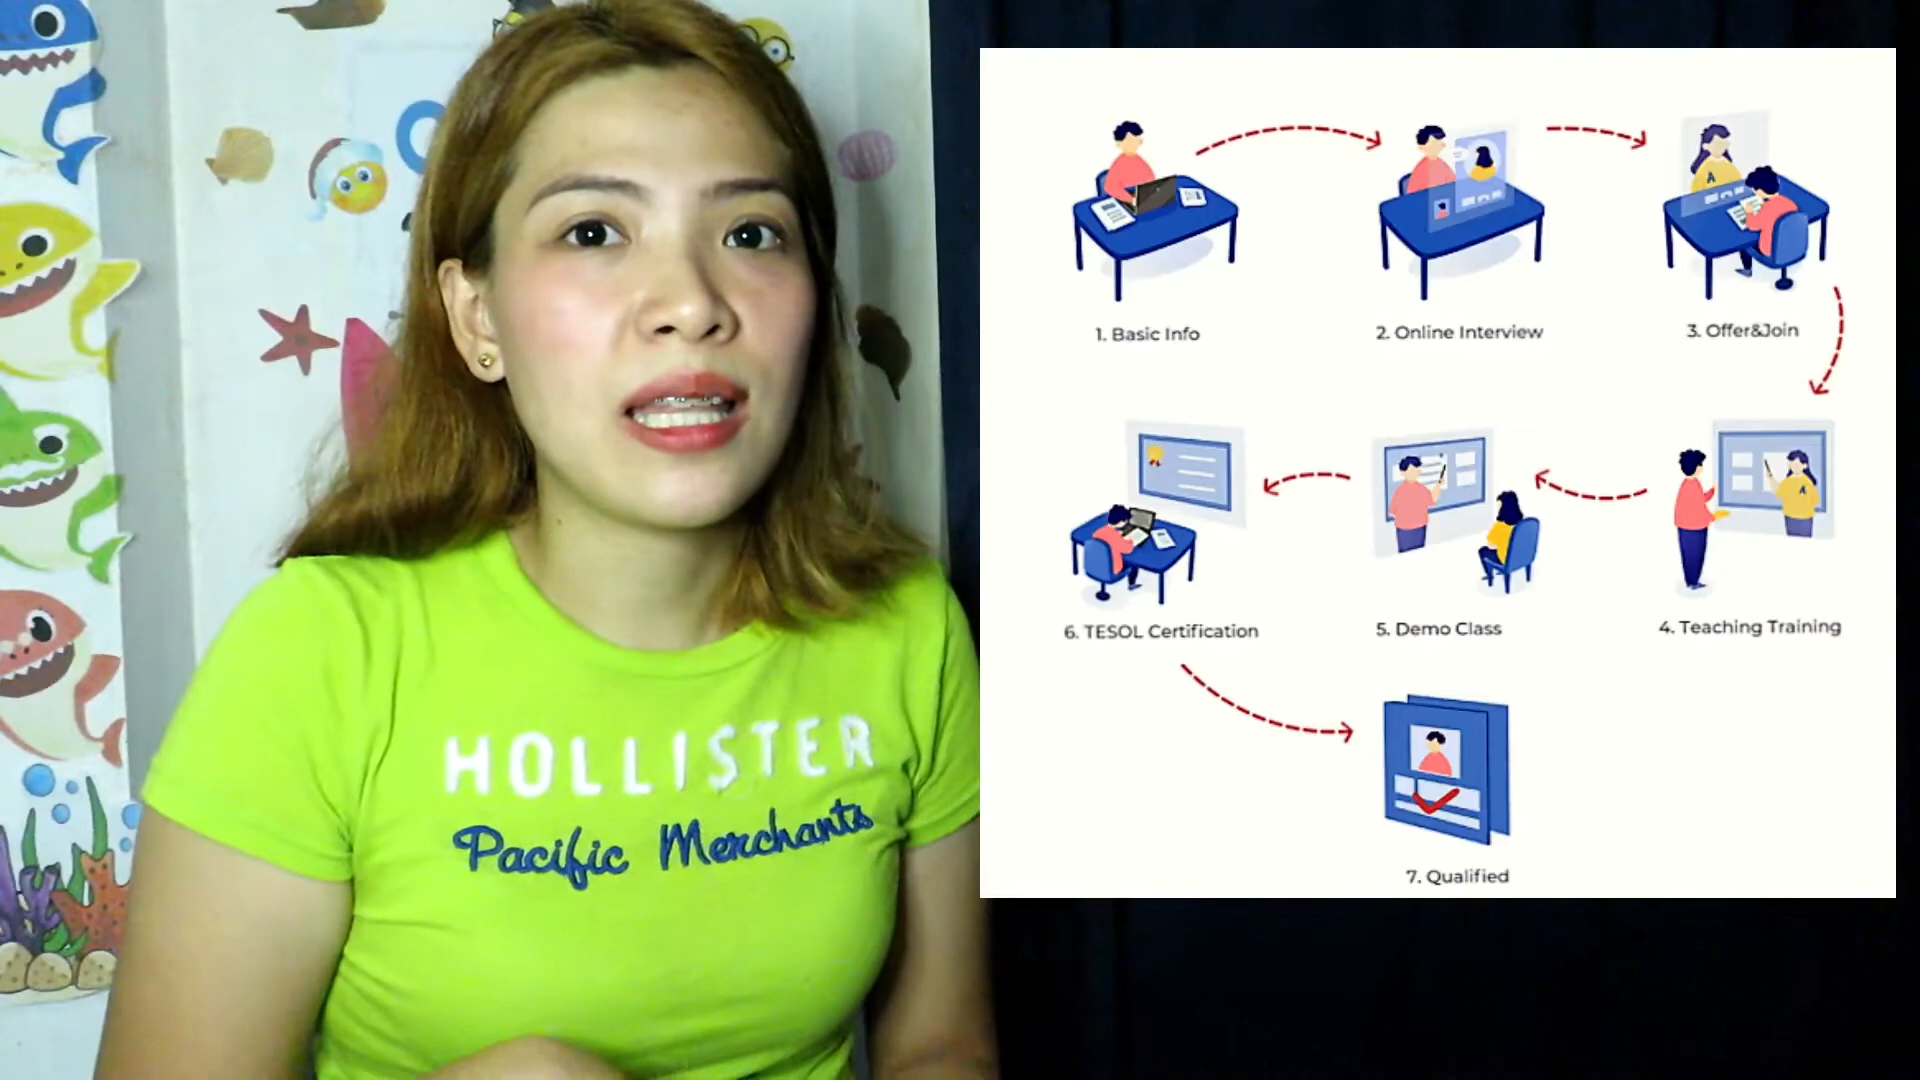 HOLLISTER
Pacific Merchants
1. Basic Info
2. Online Interview
3. Offer&Join
4. Teaching Training
5. Demo Class
6. TESOL Certification
7. Qualified